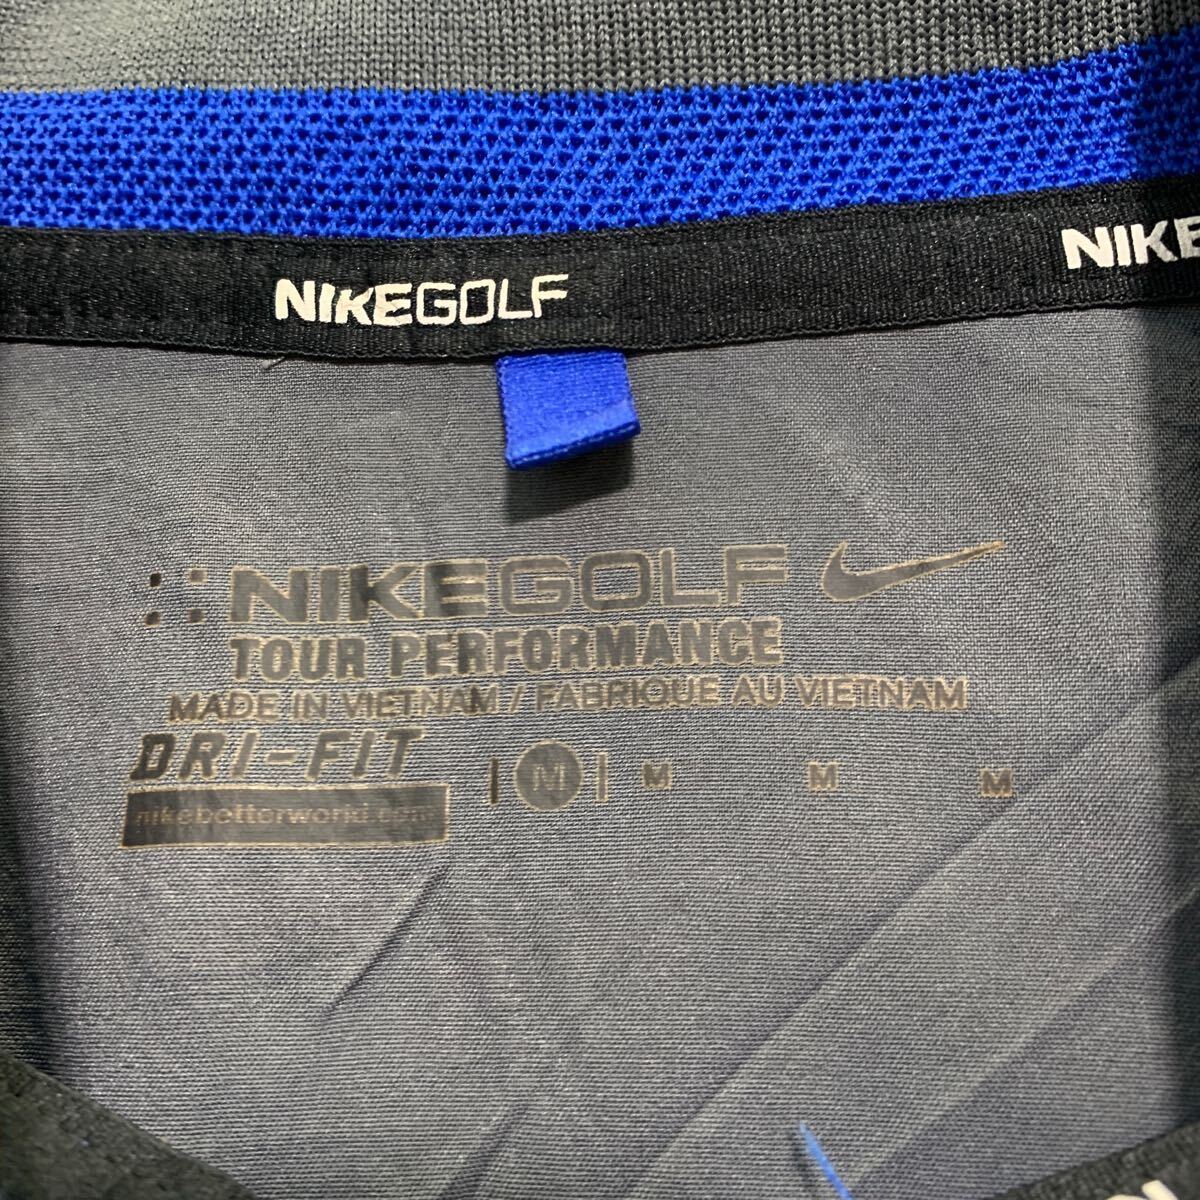 NIKEGOLF
NIKE
NIKEGOLF
TOUR PERFORMANCE
MADE IN VIETNAM / FABRIQUE AU VIETNAM
DRI-FIT
M M M M
nikebetterworld.com